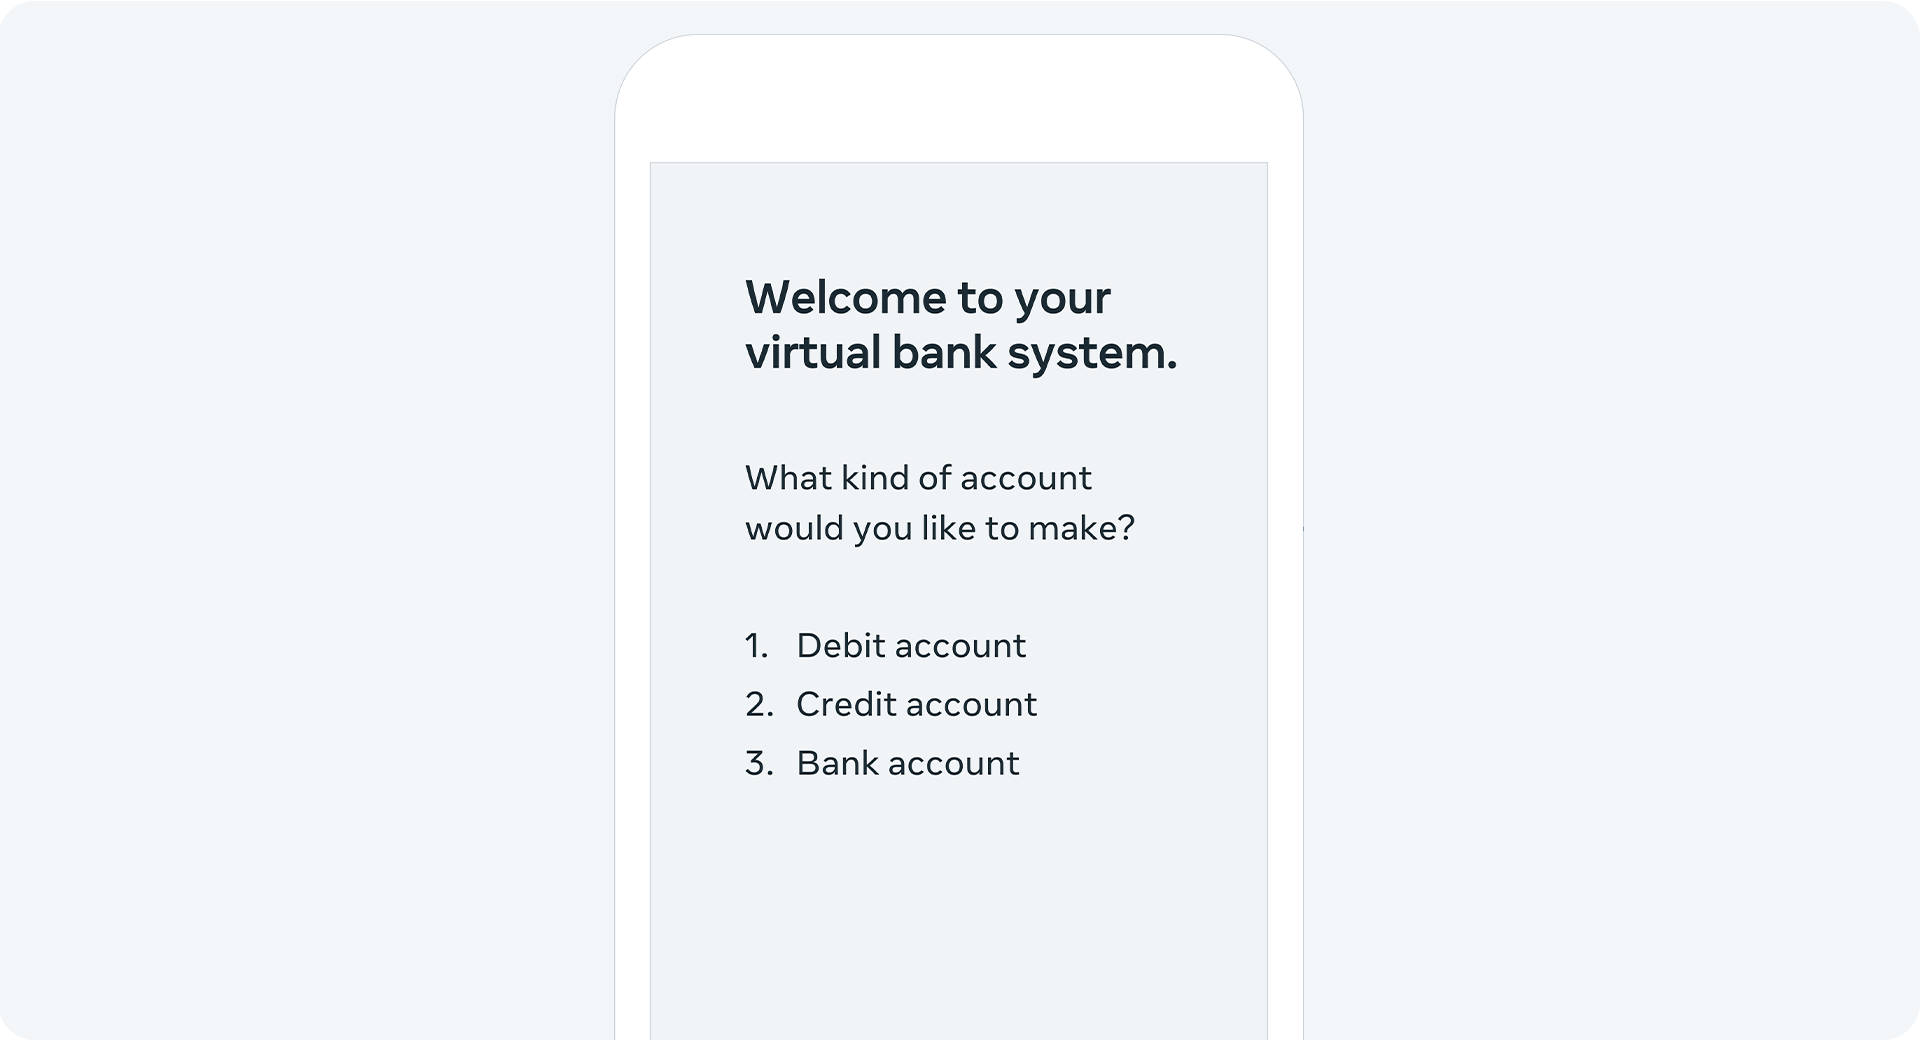 Welcome to your
virtual bank system.
What kind of account
would you like to make?
1. Debit account
2. Credit account
3. Bank account